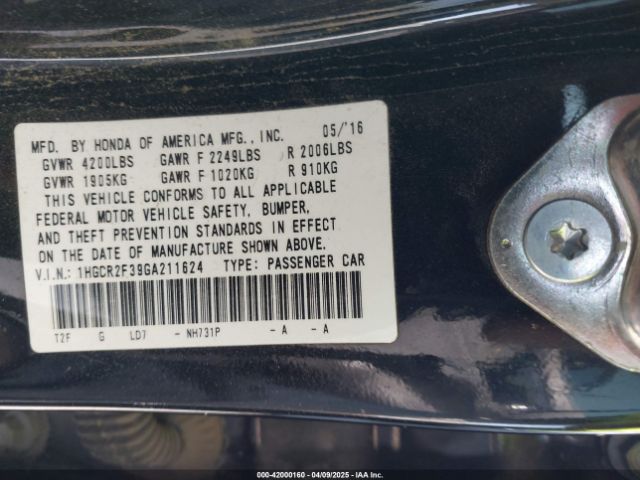 MFD. BY HONDA OF AMERICA MFG., INC. 05/'16
GVWR 4200LBS GAWR F 2249LBS R 2006LBS
GVWR 1905KG GAWR F 1020KG R 910KG
THIS VEHICLE CONFORMS TO ALL APPLICABLE
FEDERAL MOTOR VEHICLE SAFETY, BUMPER,
AND THEFT PREVENTION STANDARDS IN EFFECT
ON THE DATE OF MANUFACTURE SHOWN ABOVE.
V.I.N.: 1HGCR2F39GA211624 TYPE: PASSENGER CAR
T2F G LD7 - NH731P - A - A
000-42000160 - 04/09/2025 - IAAI Inc.